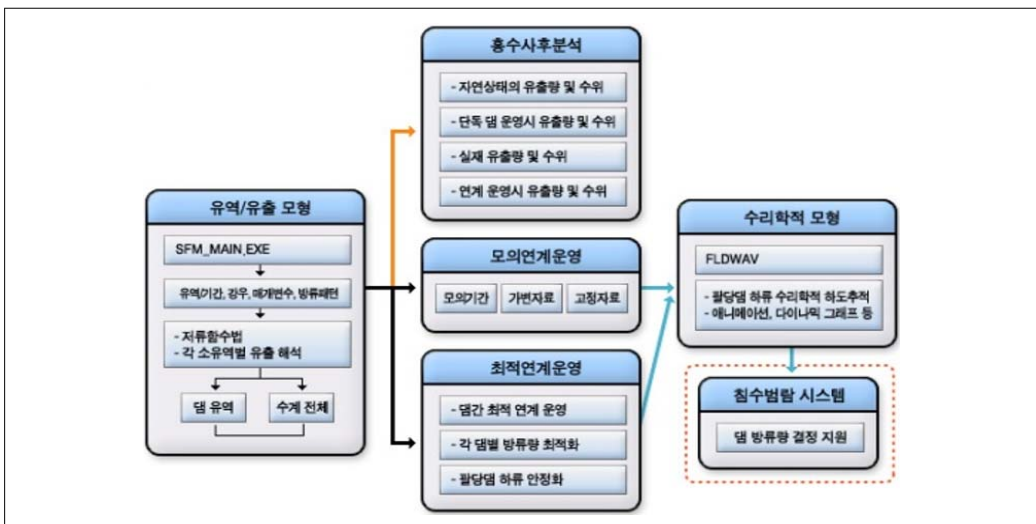 홍수사후분석
- 자연상태의 유출량 및 수위
- 단독 댐 운영시 유출량 및 수위
- 실재 유출량 및 수위
- 연계 운영시 유출량 및 수위
유역/유출 모형
SFM_MAN,EXE
유역/기간, 강우, 매개변수, 방류패턴
- 저류함수법
- 각 소유역별 유출 해석
댐 유역
수계 전체
모의연계운영
모의기간
가변자료
고정자료
최적연계운영
- 댐간 최적 연계 운영
- 각 댐별 방류량 최적화
- 팔당댐 하류 안정화
수리학적 모형
FLDWAV
- 팔당댐 하류 수리학적 하도추적
- 애니메이션, 다이나믹 그래프 등
침수범람 시스템
댐 방류량 결정 지원